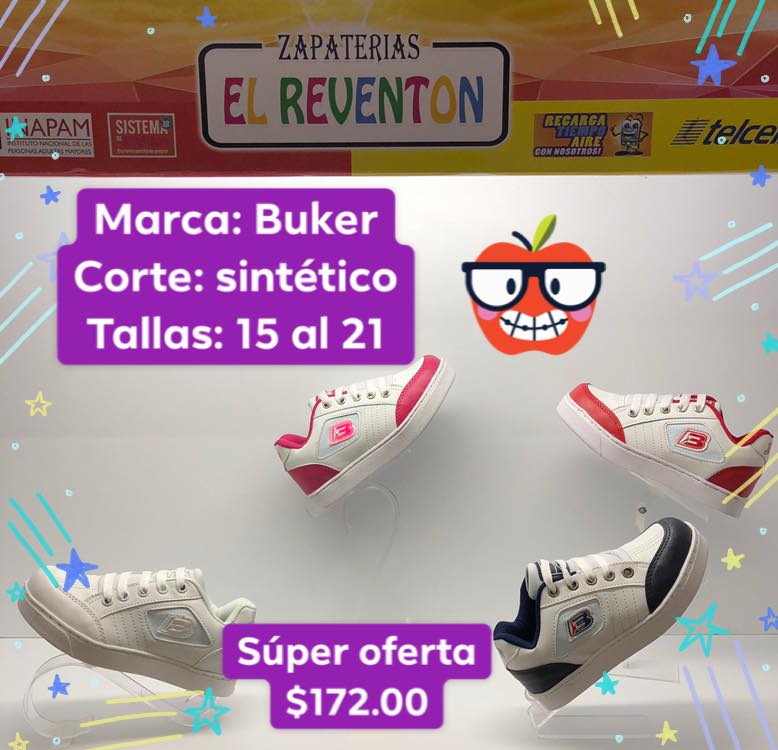 ZAPATERIAS
EL REVENTON
INAPAM
INSTITUTO NACIONAL DE LAS
PERSONAS ADULTAS MAYORES
SISTEMA
RECARGA
TIEMPO
AIRE
CON NOSOTROS!
telcel
Marca: Buker
Corte: sintético
Tallas: 15 al 21
B
B
B
B
Súper oferta
$172.00